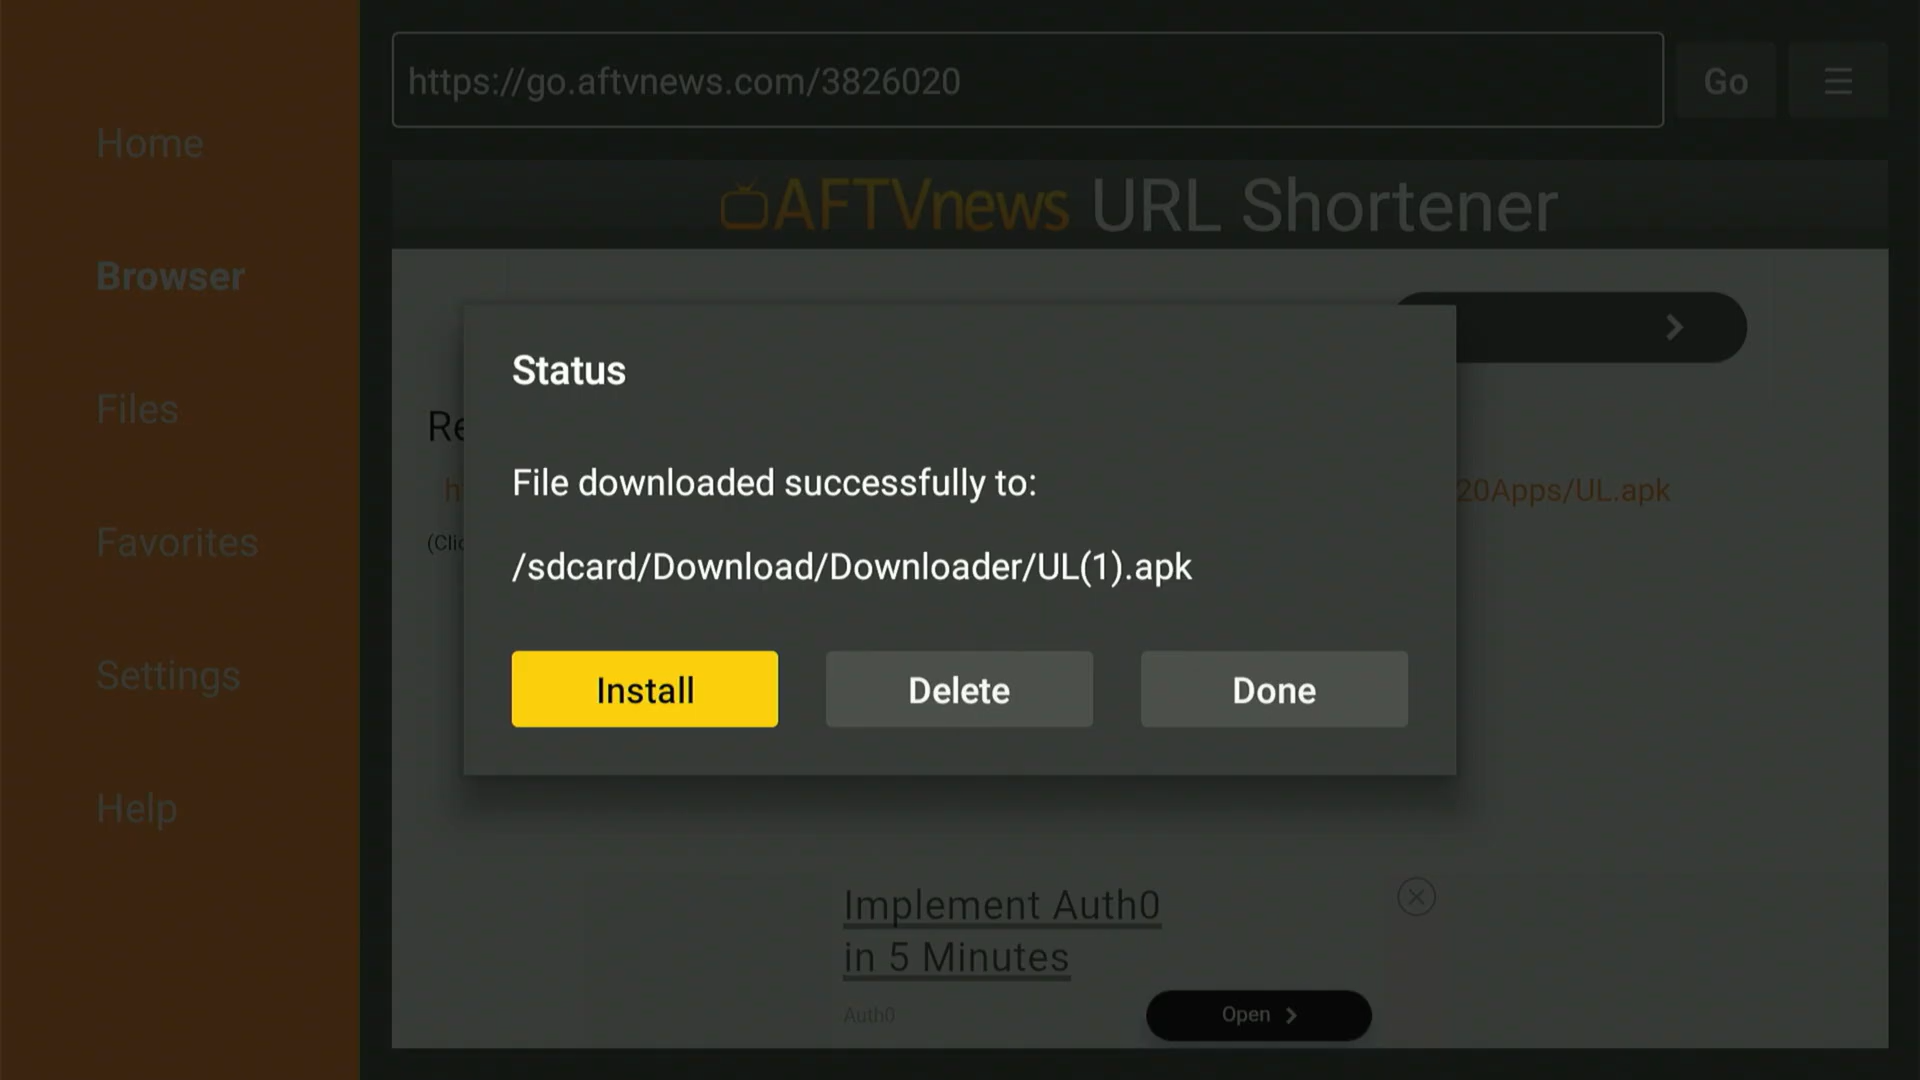 https://go.aftvnews.com/3826020
Go
Home
Browser
Files
Favorites
Settings
Help
AFTVnews URL Shortener
Status
File downloaded successfully to:
/sdcard/Download/Downloader/UL(1).apk
20Apps/UL.apk
Install
Delete
Done
Implement Auth0
in 5 Minutes
Auth0
Open